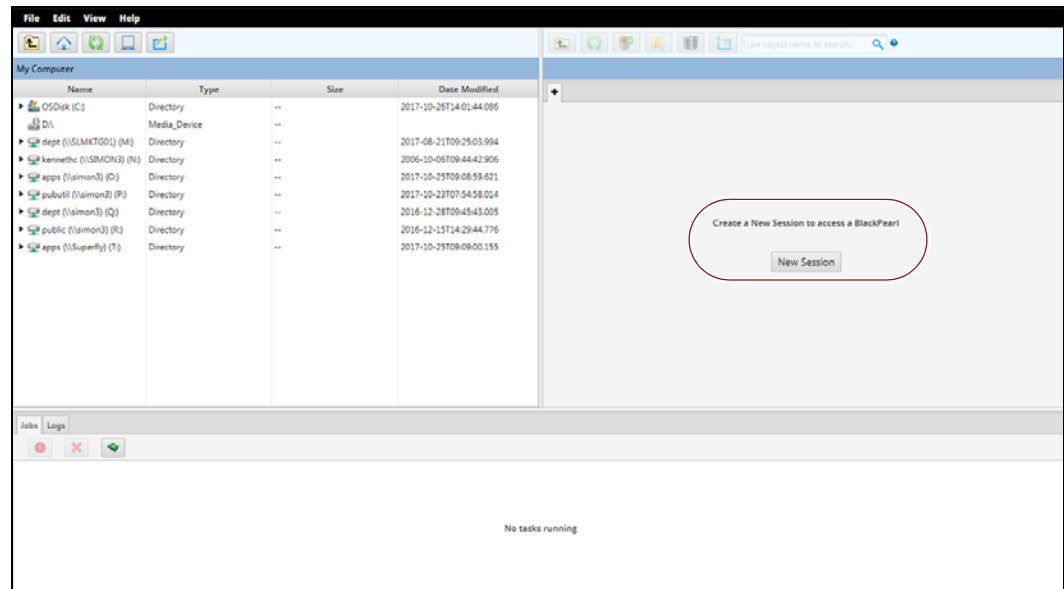 File Edit View Help
Type object name to search...
My Computer
Name Type Size Date Modified
OSDisk (C:) Directory -- 2017-10-26T14:01:44.086
D:\ Media_Device --
dept (\\SLMKTG01) (M:) Directory -- 2017-08-21T09:25:03.994
kennethc (\\SIMON3) (N:) Directory -- 2006-10-06T09:44:42.906
apps (\\simon3) (O:) Directory -- 2017-10-25T09:08:59.621
pubutil (\\simon3) (P:) Directory -- 2017-10-23T07:54:58.014
dept (\\simon3) (Q:) Directory -- 2016-12-28T09:45:43.005
public (\\simon3) (R:) Directory -- 2016-12-15T14:29:44.776
apps (\\Superfly) (T:) Directory -- 2017-10-25T09:09:00.155
Create a New Session to access a BlackPearl
New Session
Jobs Logs
No tasks running